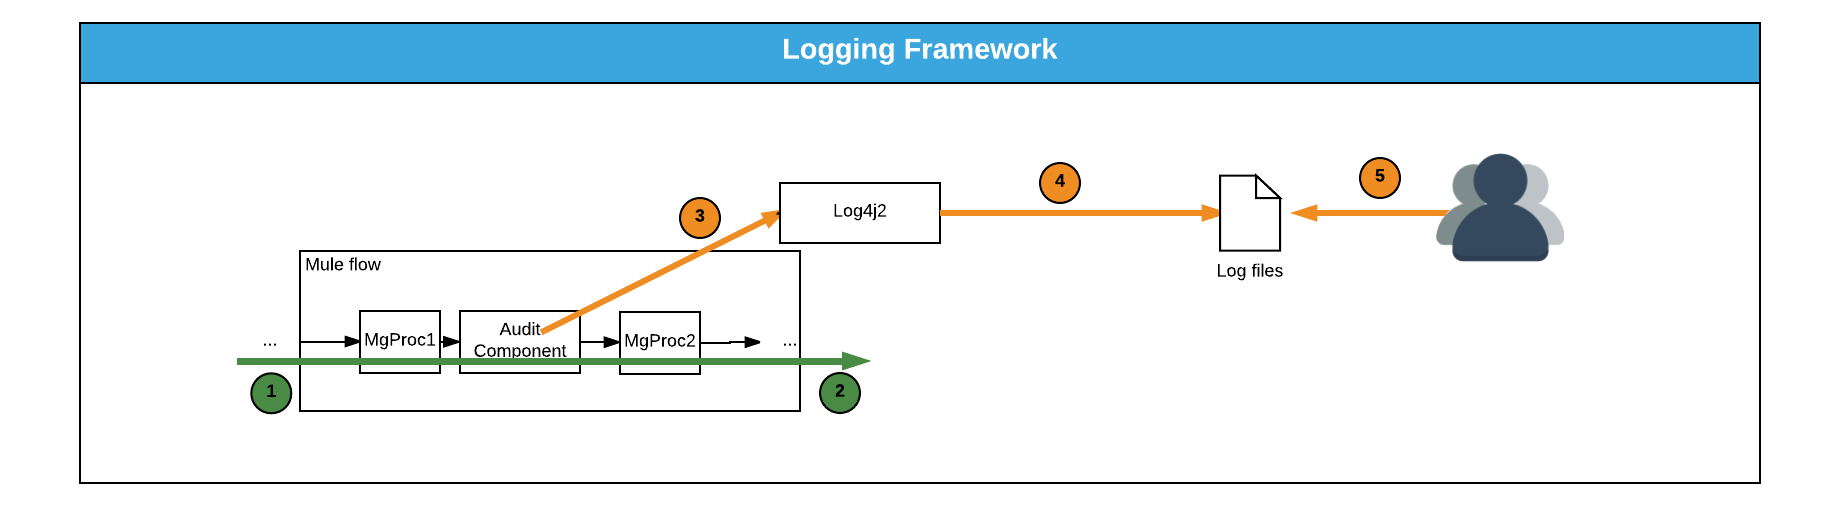 Logging Framework
5
4
3
Log4j2
Log files
Mule flow
...
MgProc1
Audit
Component
MgProc2
...
1
2